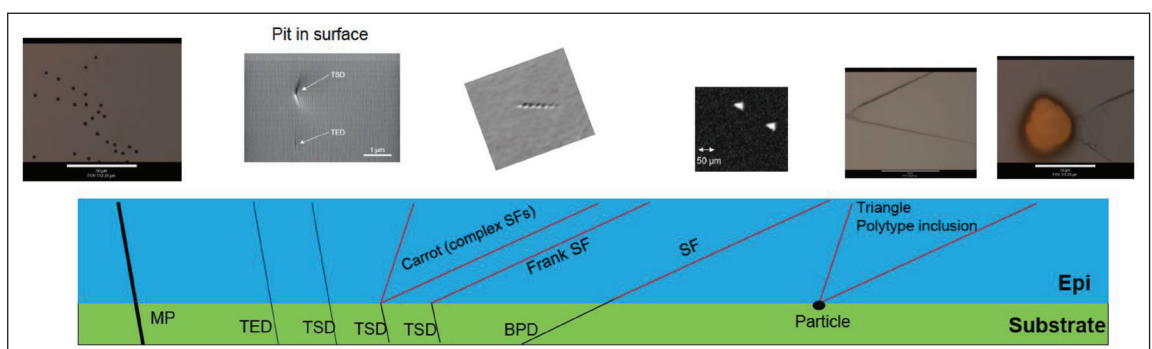 Pit in surface
TSD
TED
1 µm
50 µm
Carrot (complex SFs)
Frank SF
SF
Triangle
Polytype inclusion
Epi
MP
TED
TSD
TSD
TSD
BPD
Particle
Substrate